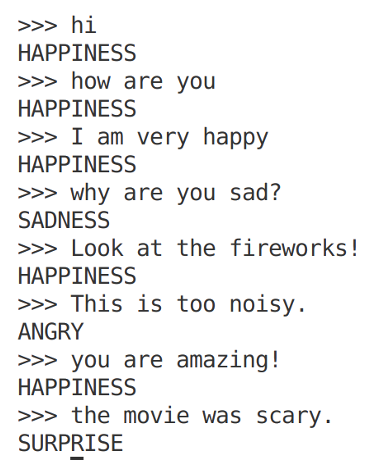 >>> hi
HAPPINESS
>>> how are you
HAPPINESS
>>> I am very happy
HAPPINESS
>>> why are you sad?
SADNESS
>>> Look at the fireworks!
HAPPINESS
>>> This is too noisy.
ANGRY
>>> you are amazing!
HAPPINESS
>>> the movie was scary.
SURPRISE